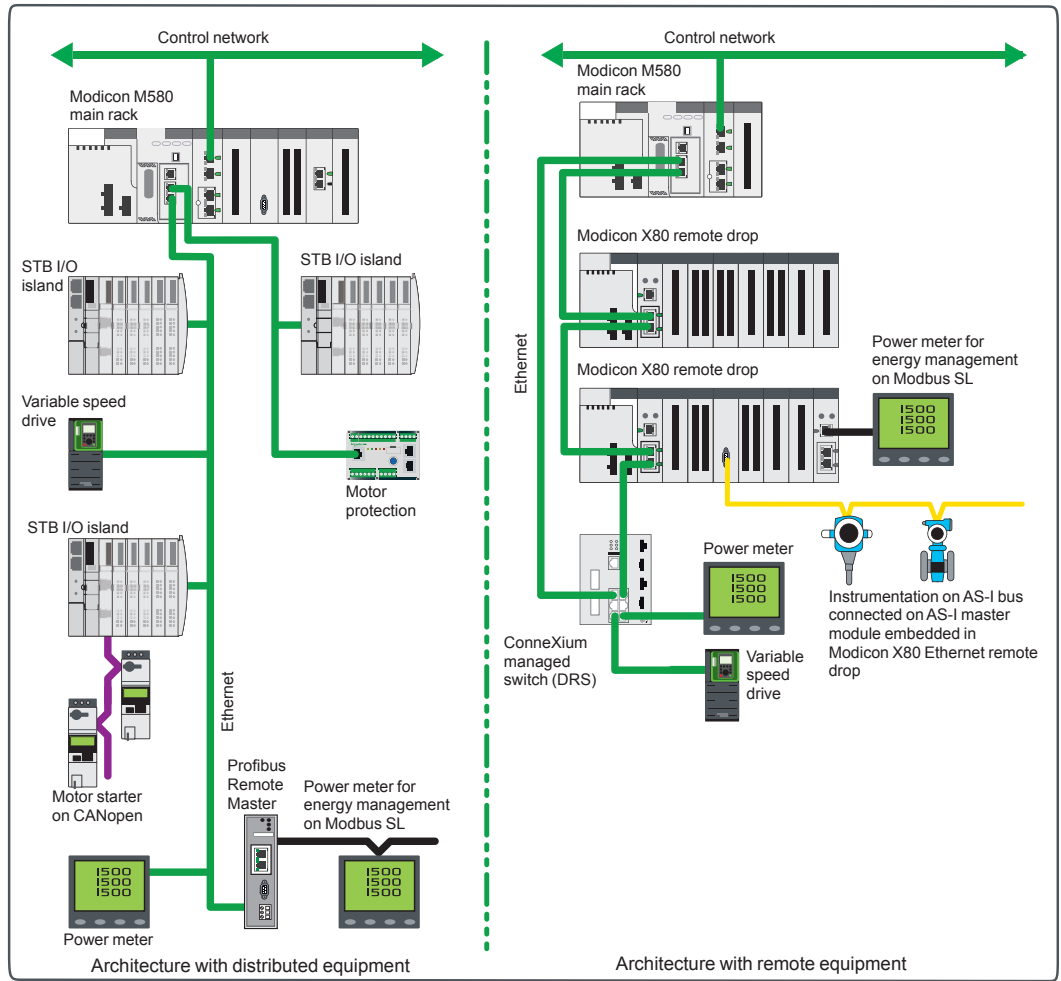 Control network
Modicon M580
main rack
STB I/O
island
STB I/O island
Variable speed
drive
Motor
protection
STB I/O island
Ethernet
Motor starter
on CANopen
Profibus
Remote
Master
Power meter for
energy management
on Modbus SL
1500
1500
1500
1500
1500
1500
Power meter
Architecture with distributed equipment
Control network
Modicon M580
main rack
Modicon X80 remote drop
Ethernet
Modicon X80 remote drop
Power meter for
energy management
on Modbus SL
1500
1500
1500
Power meter
1500
1500
1500
ConneXium
managed
switch (DRS)
Variable
speed
drive
Instrumentation on AS-I bus
connected on AS-I master
module embedded in
Modicon X80 Ethernet remote
drop
Architecture with remote equipment